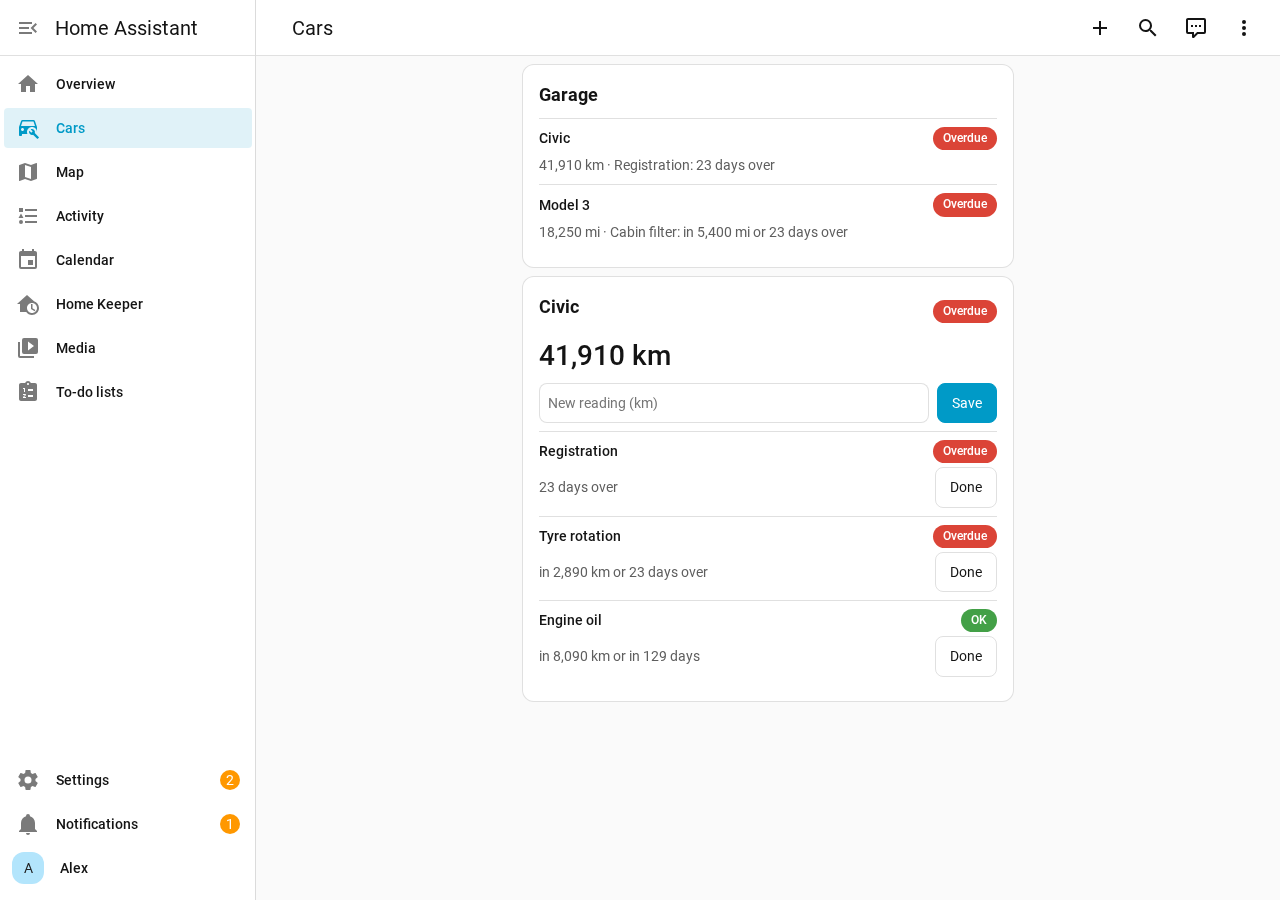 Home Assistant
Cars
Overview
Cars
Map
Activity
Calendar
Home Keeper
Media
To-do lists
Settings 2
Notifications 1
A Alex
Garage
Civic Overdue
41,910 km · Registration: 23 days over
Model 3 Overdue
18,250 mi · Cabin filter: in 5,400 mi or 23 days over
Civic Overdue
41,910 km
New reading (km) Save
Registration Overdue
23 days over Done
Tyre rotation Overdue
in 2,890 km or 23 days over Done
Engine oil OK
in 8,090 km or in 129 days Done